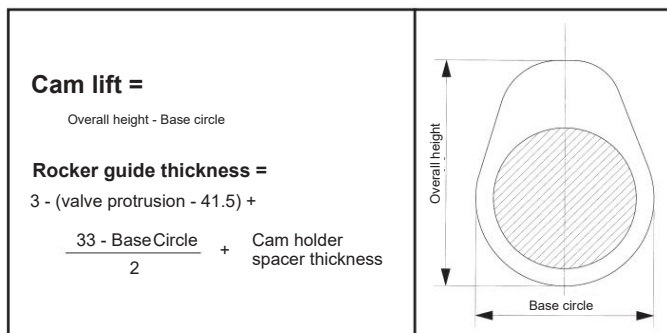 Cam lift =
Overall height - Base circle
Rocker guide thickness =
3 - (valve protrusion - 41.5) +
33 - BaseCircle
2
+
Cam holder
spacer thickness
Overall height
Base circle